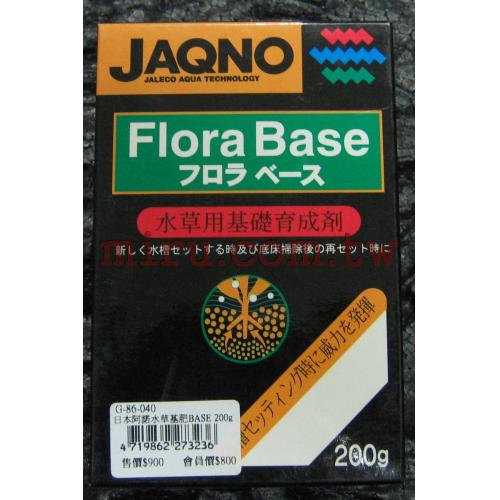 JAQNO
JALECO AQUA TECHNOLOGY
Flora Base
フロラ ベース
水草用基礎育成剤
新しく水槽セットする時及び底床掃除後の再セット時に
miru.com.tw
槽セッティング時に威力を発揮
G-86-040
日本阿諾水草基肥BASE 200g
4 719862 273236
售價$900 會員價$800
200g